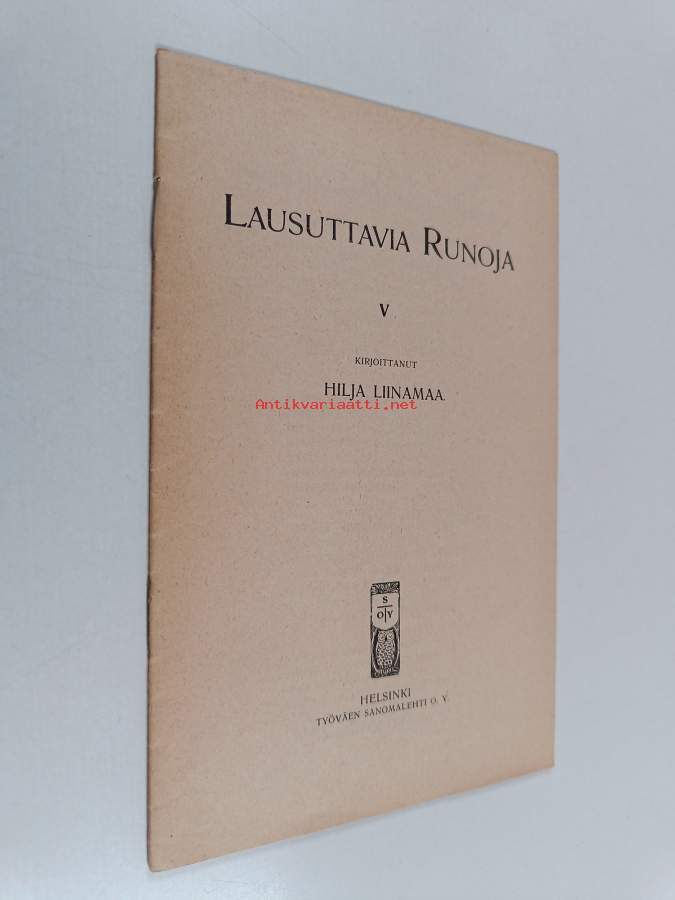 LAUSUTTAVIA RUNOJA
V
KIRJOITTANUT
HILJA LIINAMAA.
Antikvariaatti.net
S
O Y
HELSINKI
TYÖVÄEN SANOMALEHTI O. Y.